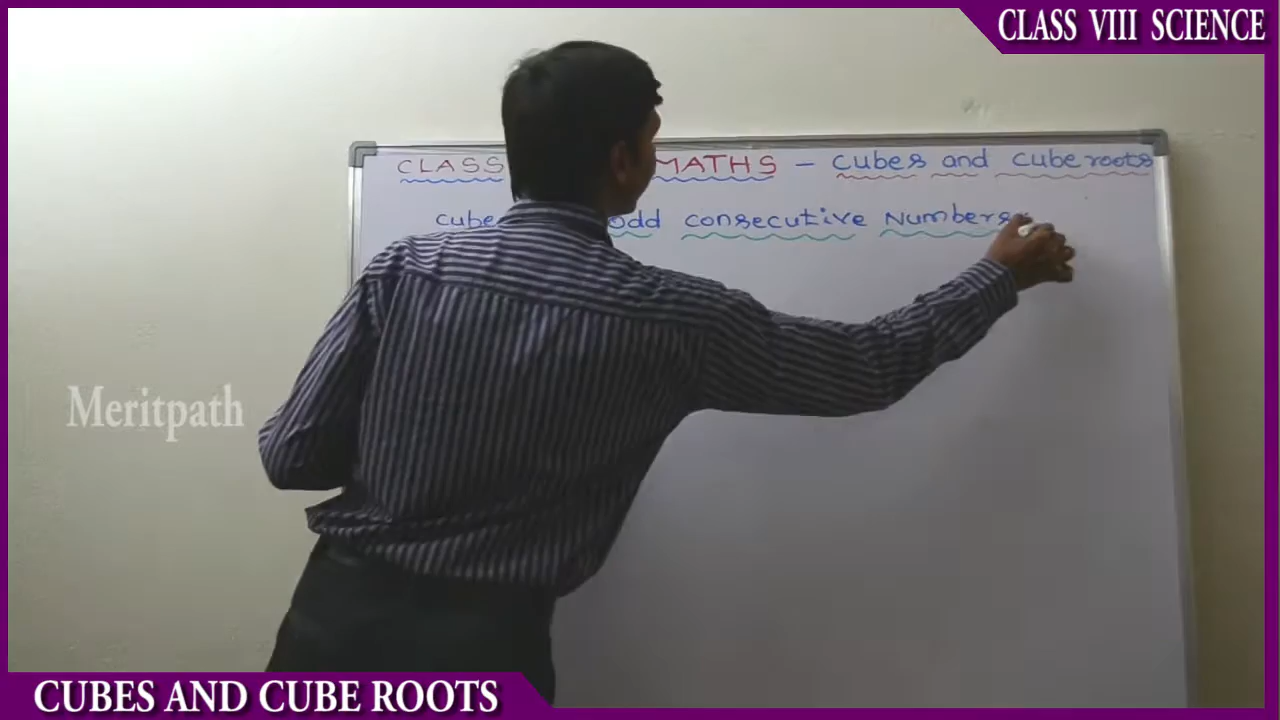 CLASS VIII SCIENCE
CLASS MATHS - cubes and cube roots
cube odd consecutive Numbers
Meritpath
CUBES AND CUBE ROOTS